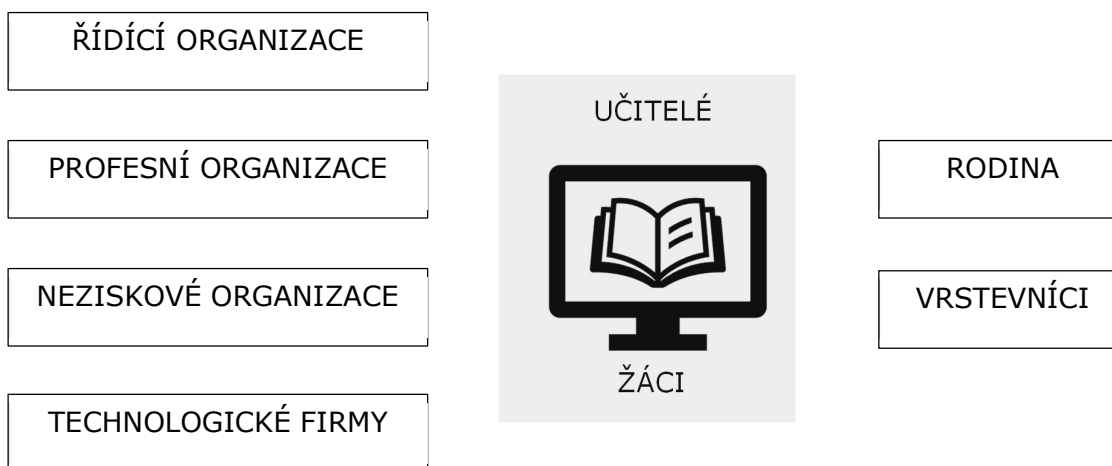 ŘÍDÍCÍ ORGANIZACE
PROFESNÍ ORGANIZACE
NEZISKOVÉ ORGANIZACE
TECHNOLOGICKÉ FIRMY
UČITELÉ
ŽÁCI
RODINA
VRSTEVNÍCI